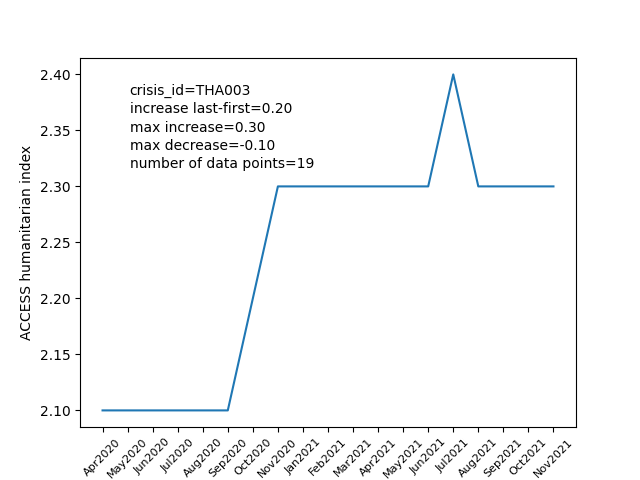 crisis_id=THA003
increase last-first=0.20
max increase=0.30
max decrease=-0.10
number of data points=19
ACCESS humanitarian index
2.40
2.35
2.30
2.25
2.20
2.15
2.10
Apr2020
May2020
Jun2020
Jul2020
Aug2020
Sep2020
Oct2020
Nov2020
Jan2021
Feb2021
Mar2021
Apr2021
May2021
Jun2021
Jul2021
Aug2021
Sep2021
Oct2021
Nov2021